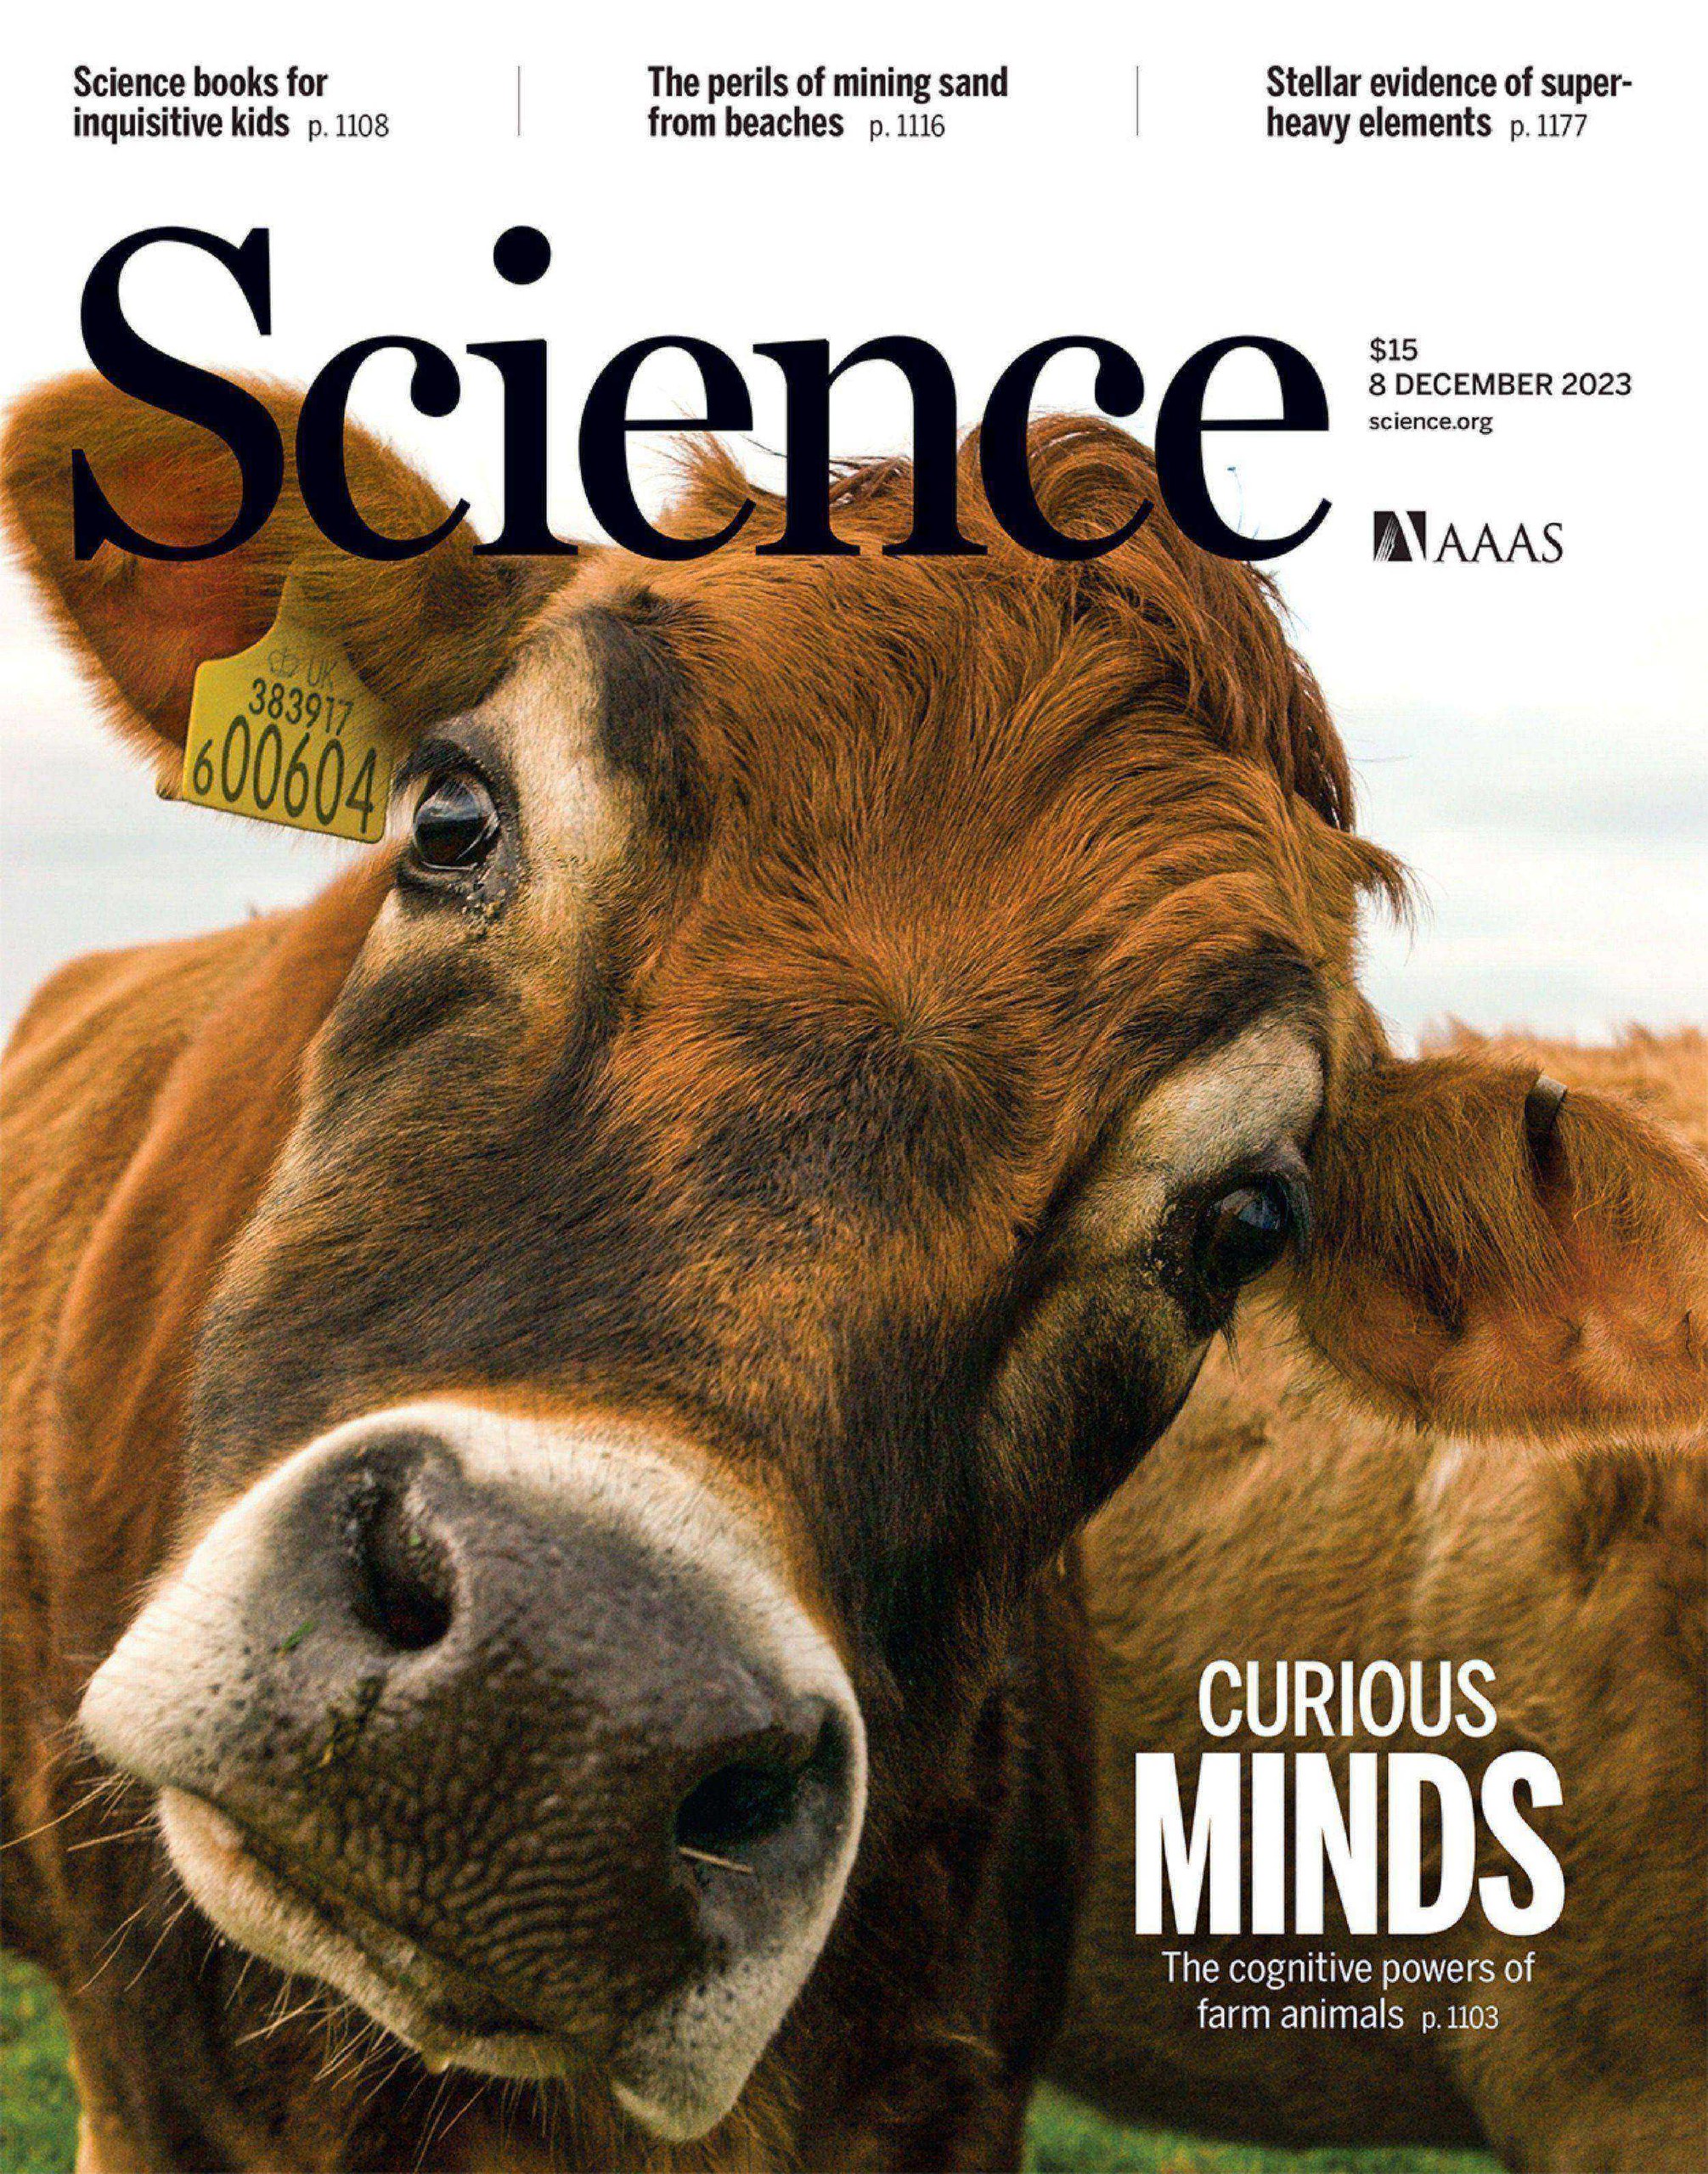 Science books for
inquisitive kids p. 1108
The perils of mining sand
from beaches p. 1116
Stellar evidence of super-
heavy elements p. 1177
Science
$15
8 DECEMBER 2023
science.org
AAAS
UK
383917
600604
CURIOUS
MINDS
The cognitive powers of
farm animals p. 1103